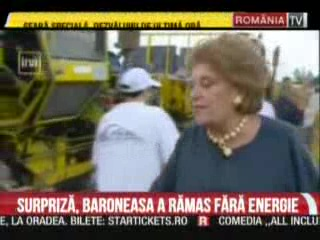 SEARĂ SPECIALĂ, DEZVĂLUIRI DE ULTIMĂ ORĂ
ROMÂNIA TV
SURPRIZĂ, BARONEASA A RĂMAS FĂRĂ ENERGIE
E, LA ORADEA. BILETE: STARTICKETS.RO R COMEDIA ,,ALL INCLU